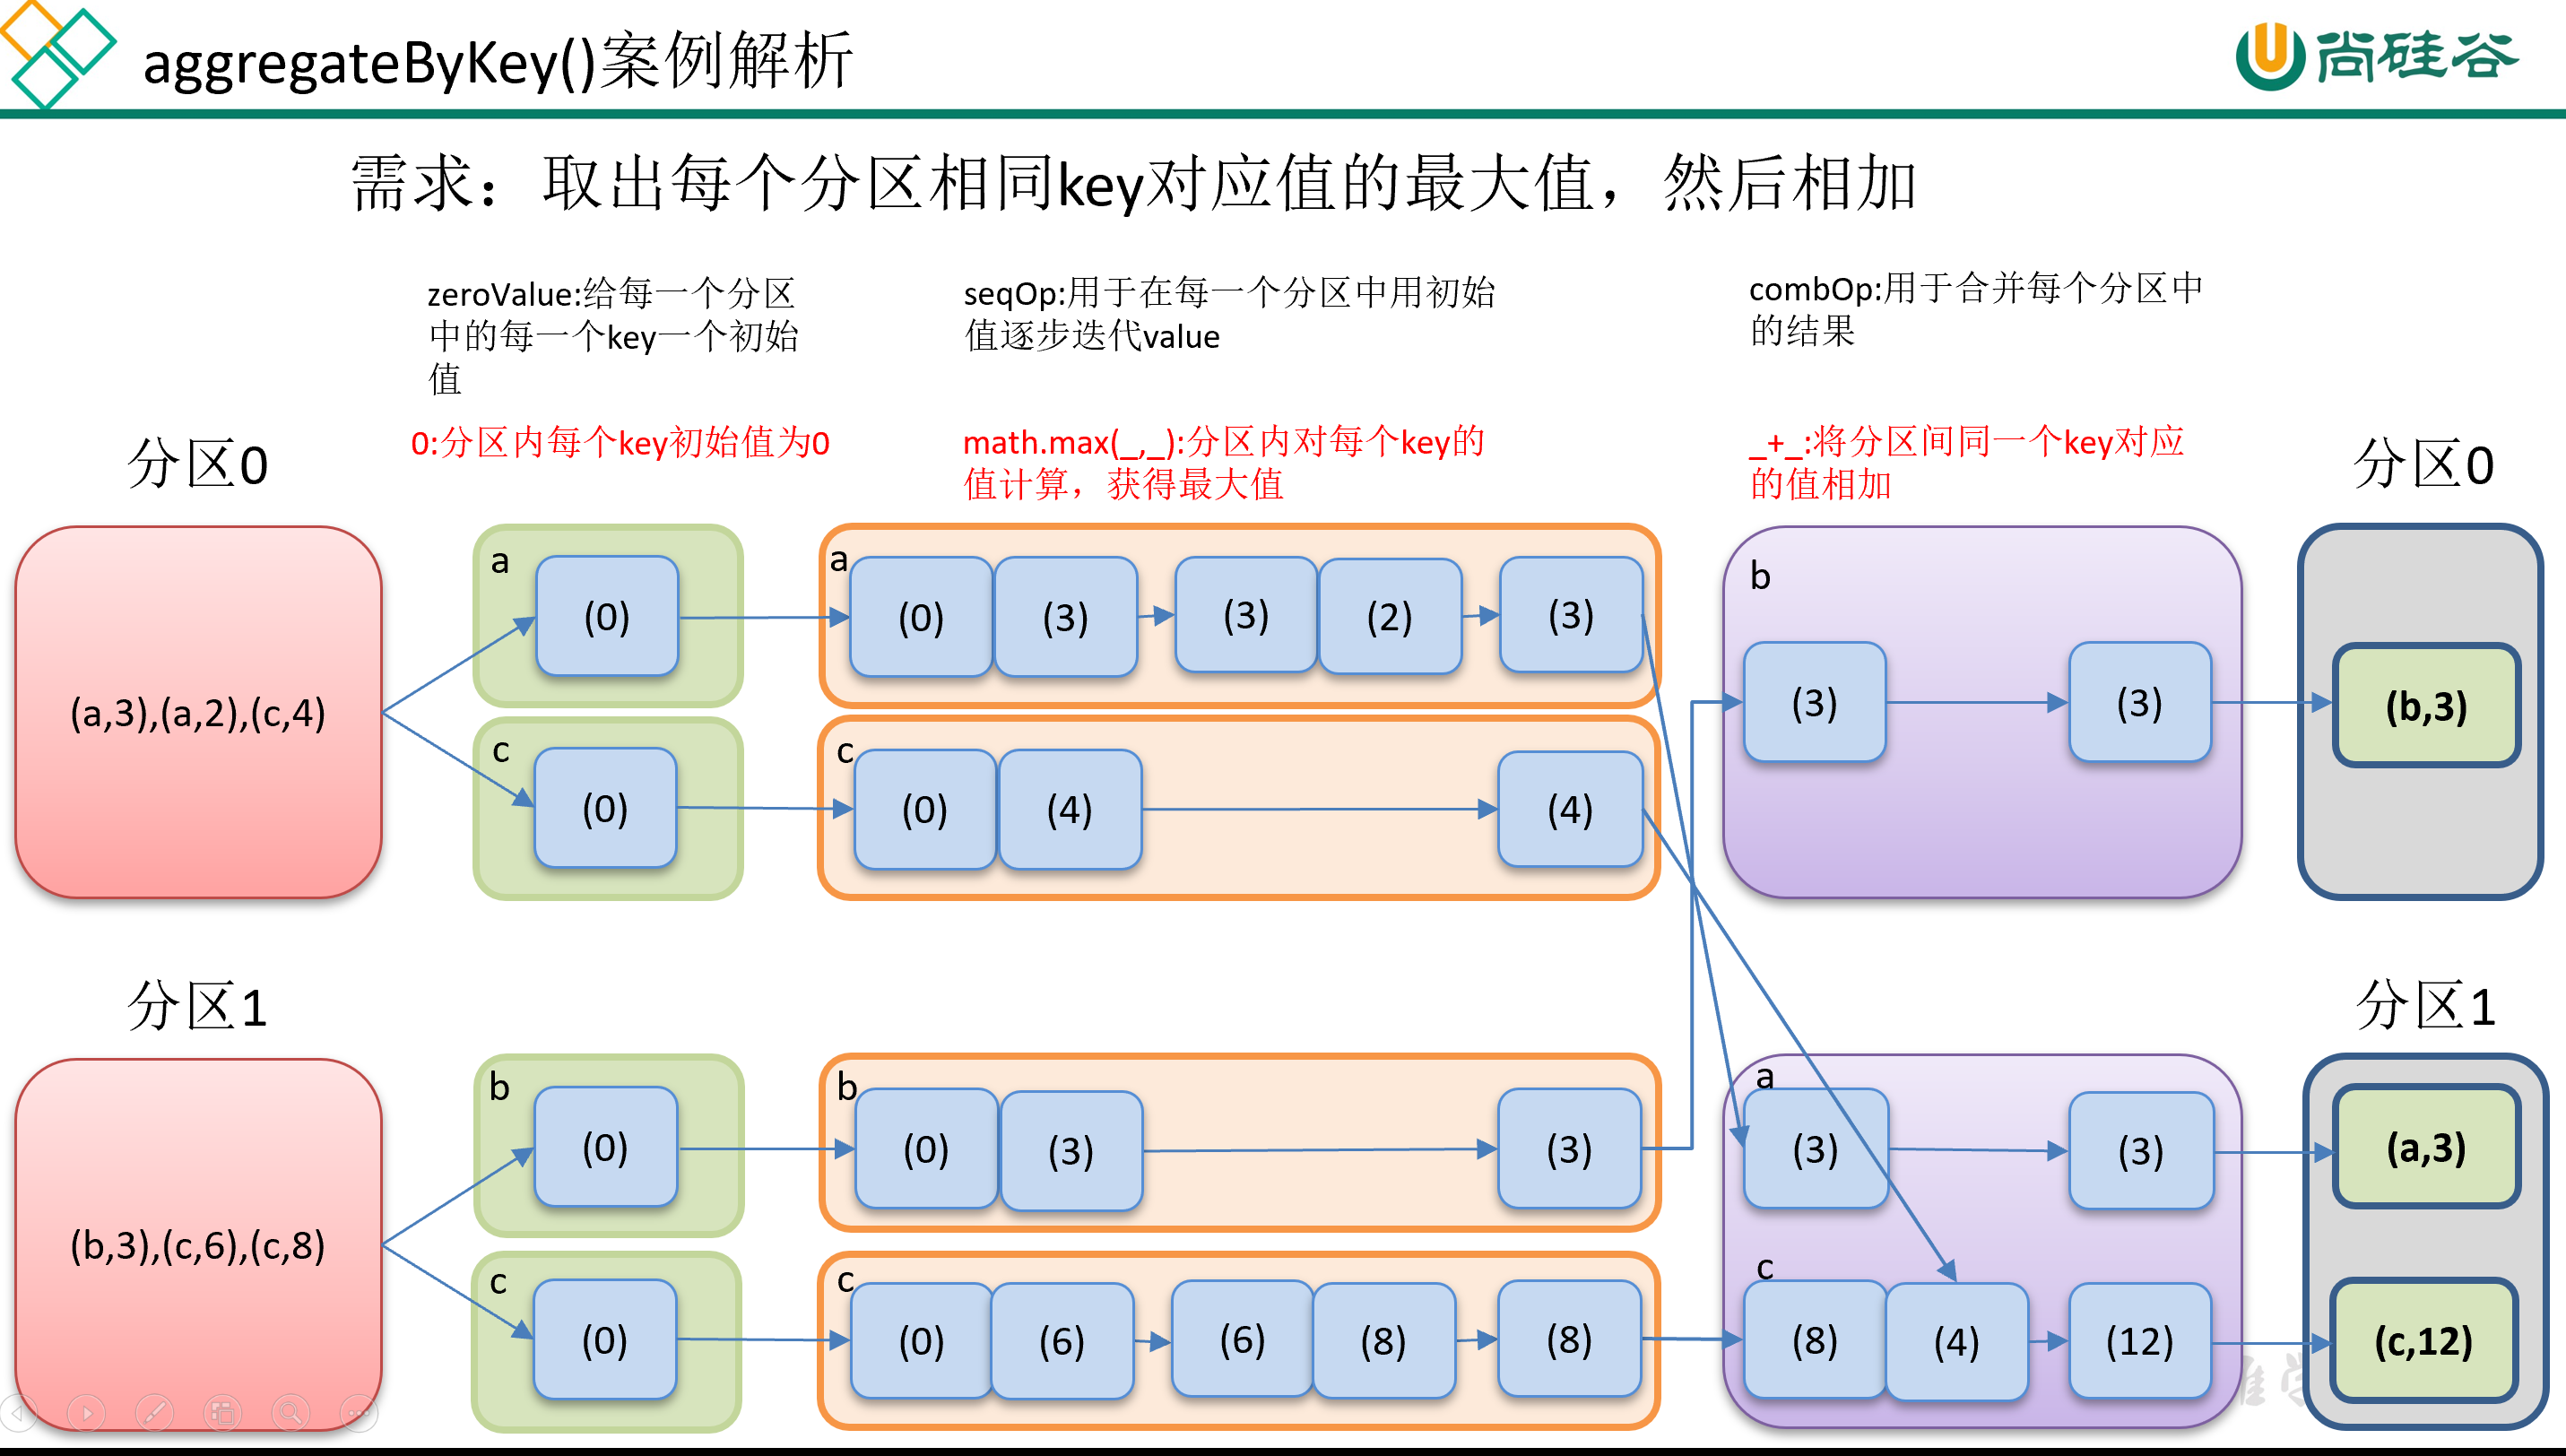 aggregateByKey()案例解析
尚硅谷
需求：取出每个分区相同key对应值的最大值，然后相加
zeroValue:给每一个分区
中的每一个key一个初始
值
seqOp:用于在每一个分区中用初始
值逐步迭代value
combOp:用于合并每个分区中
的结果
0:分区内每个key初始值为0
math.max(_,_):分区内对每个key的
值计算，获得最大值
_+_:将分区间同一个key对应
的值相加
分区0
分区0
(a,3),(a,2),(c,4)
a
(0)
a
(0)
(3)
(3)
(2)
(3)
c
(0)
c
(0)
(4)
(4)
b
(3)
(3)
(b,3)
分区1
分区1
(b,3),(c,6),(c,8)
b
(0)
b
(0)
(3)
(3)
c
(0)
c
(0)
(6)
(6)
(8)
(8)
a
(3)
(3)
(a,3)
c
(8)
(4)
(12)
(c,12)